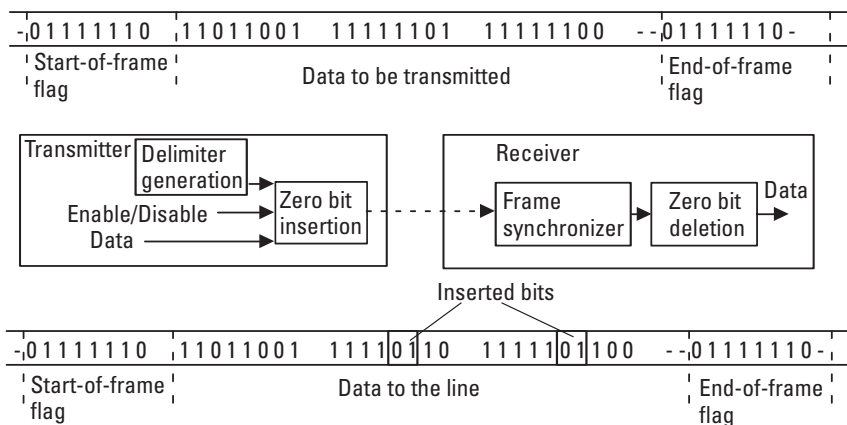 -01111110 11011001 11111101 11111100 --01111110-
Start-of-frame flag
Data to be transmitted
End-of-frame flag
Transmitter
Delimiter generation
Enable/Disable
Data
Zero bit insertion
Receiver
Frame synchronizer
Zero bit deletion
Data
Inserted bits
-01111110 11011001 11110110 1111101100 --01111110-
Start-of-frame flag
Data to the line
End-of-frame flag